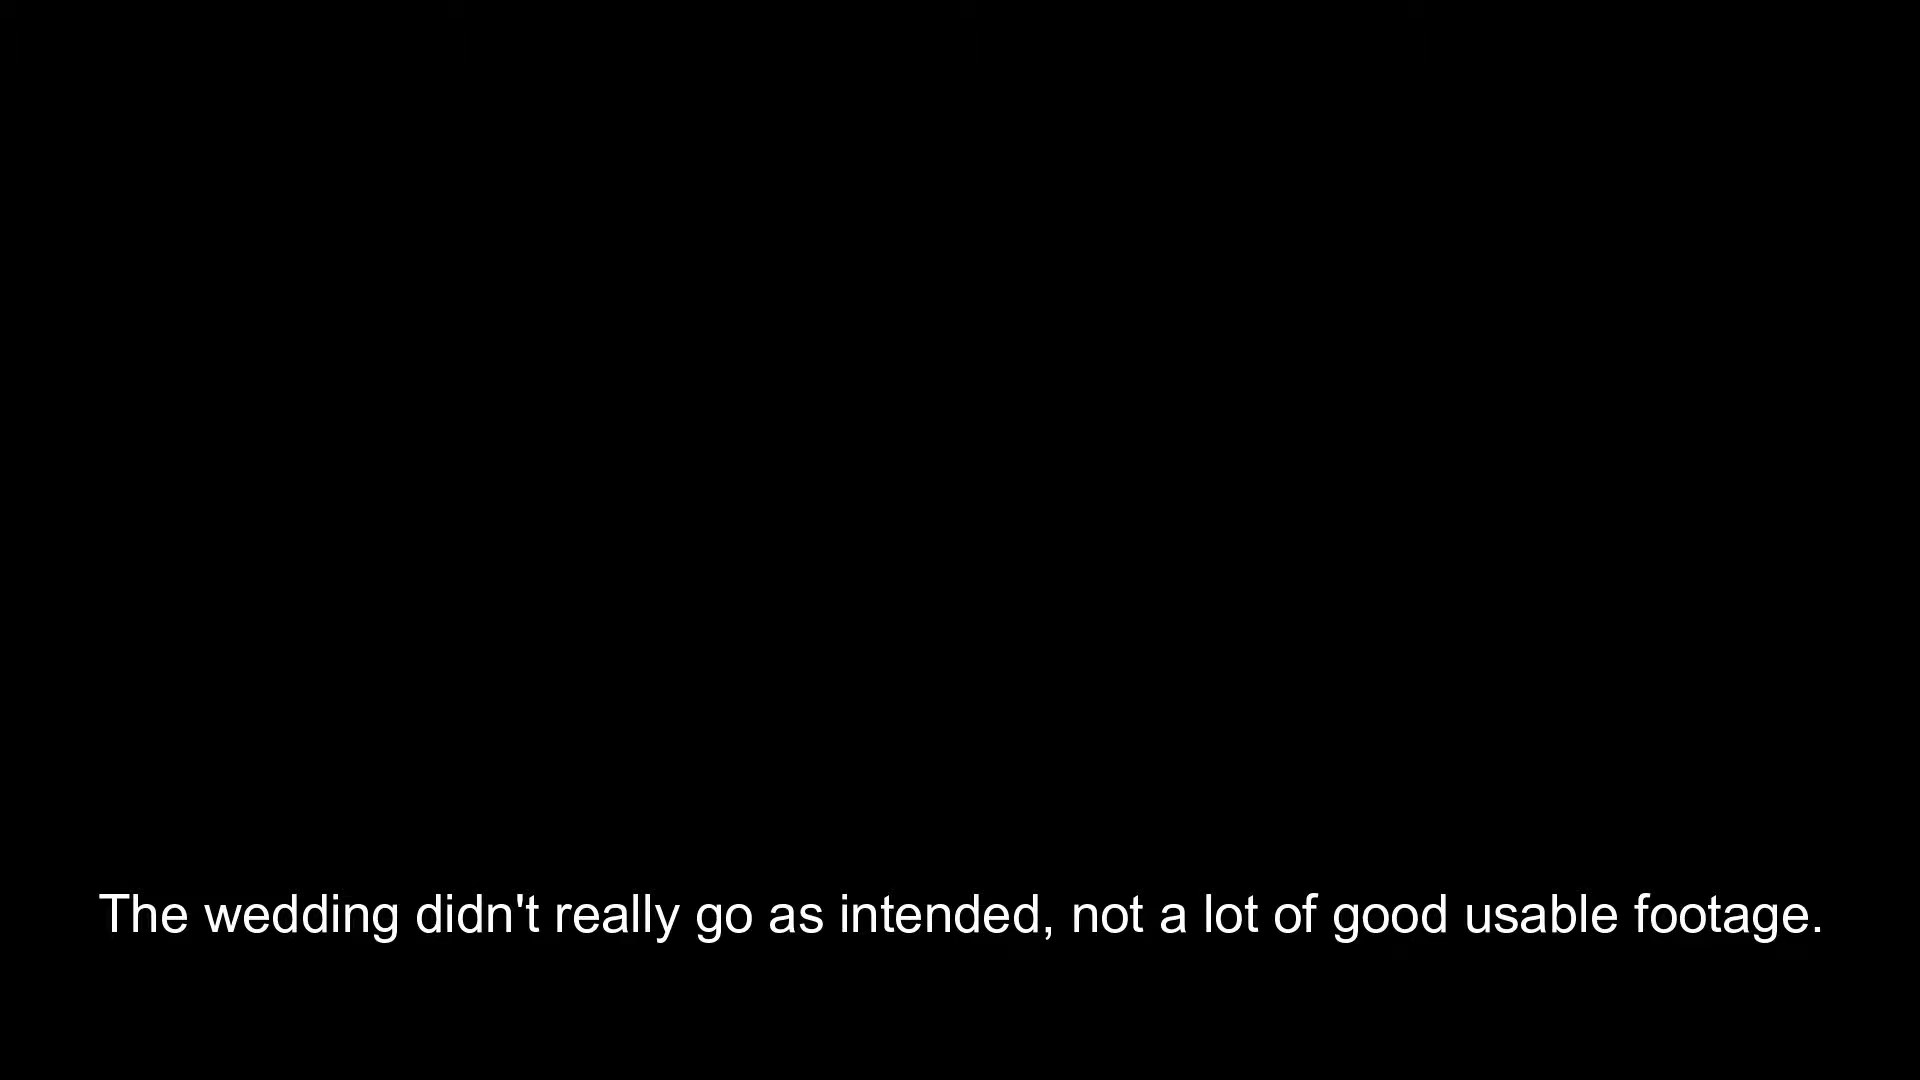 The wedding didn't really go as intended, not a lot of good usable footage.